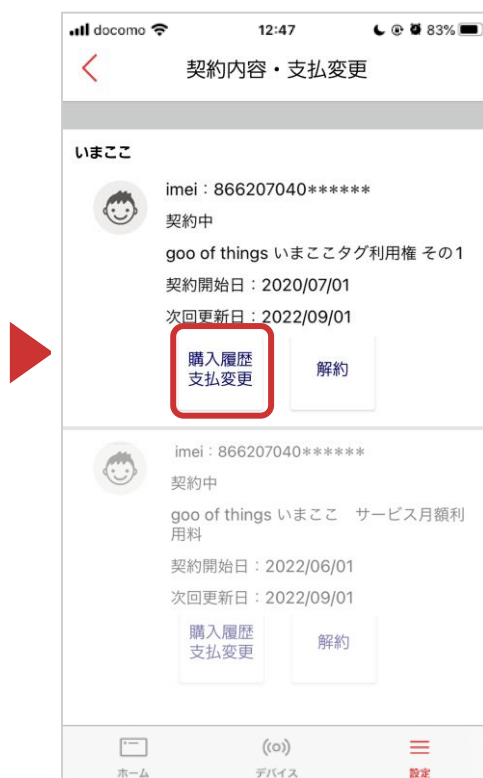 docomo 12:47 83%
契約内容・支払変更
いまここ
imei：866207040******
契約中
goo of things いまここタグ利用権 その1
契約開始日：2020/07/01
次回更新日：2022/09/01
購入履歴
支払変更
解約
imei：866207040******
契約中
goo of things いまここ　サービス月額利
用料
契約開始日：2022/06/01
次回更新日：2022/09/01
購入履歴
支払変更
解約
ホーム
デバイス
設定